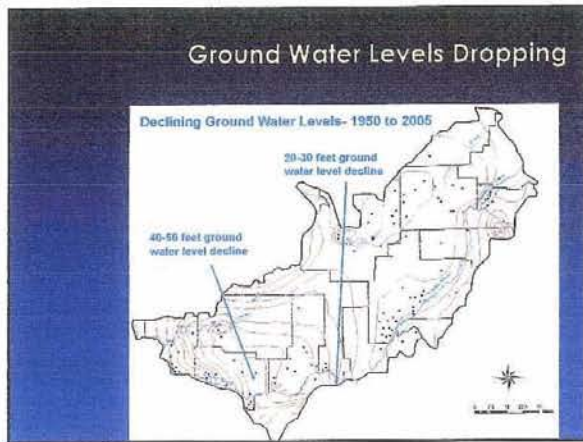 Ground Water Levels Dropping
Declining Ground Water Levels- 1950 to 2005
20-30 feet ground
water level decline
40-50 feet ground
water level decline